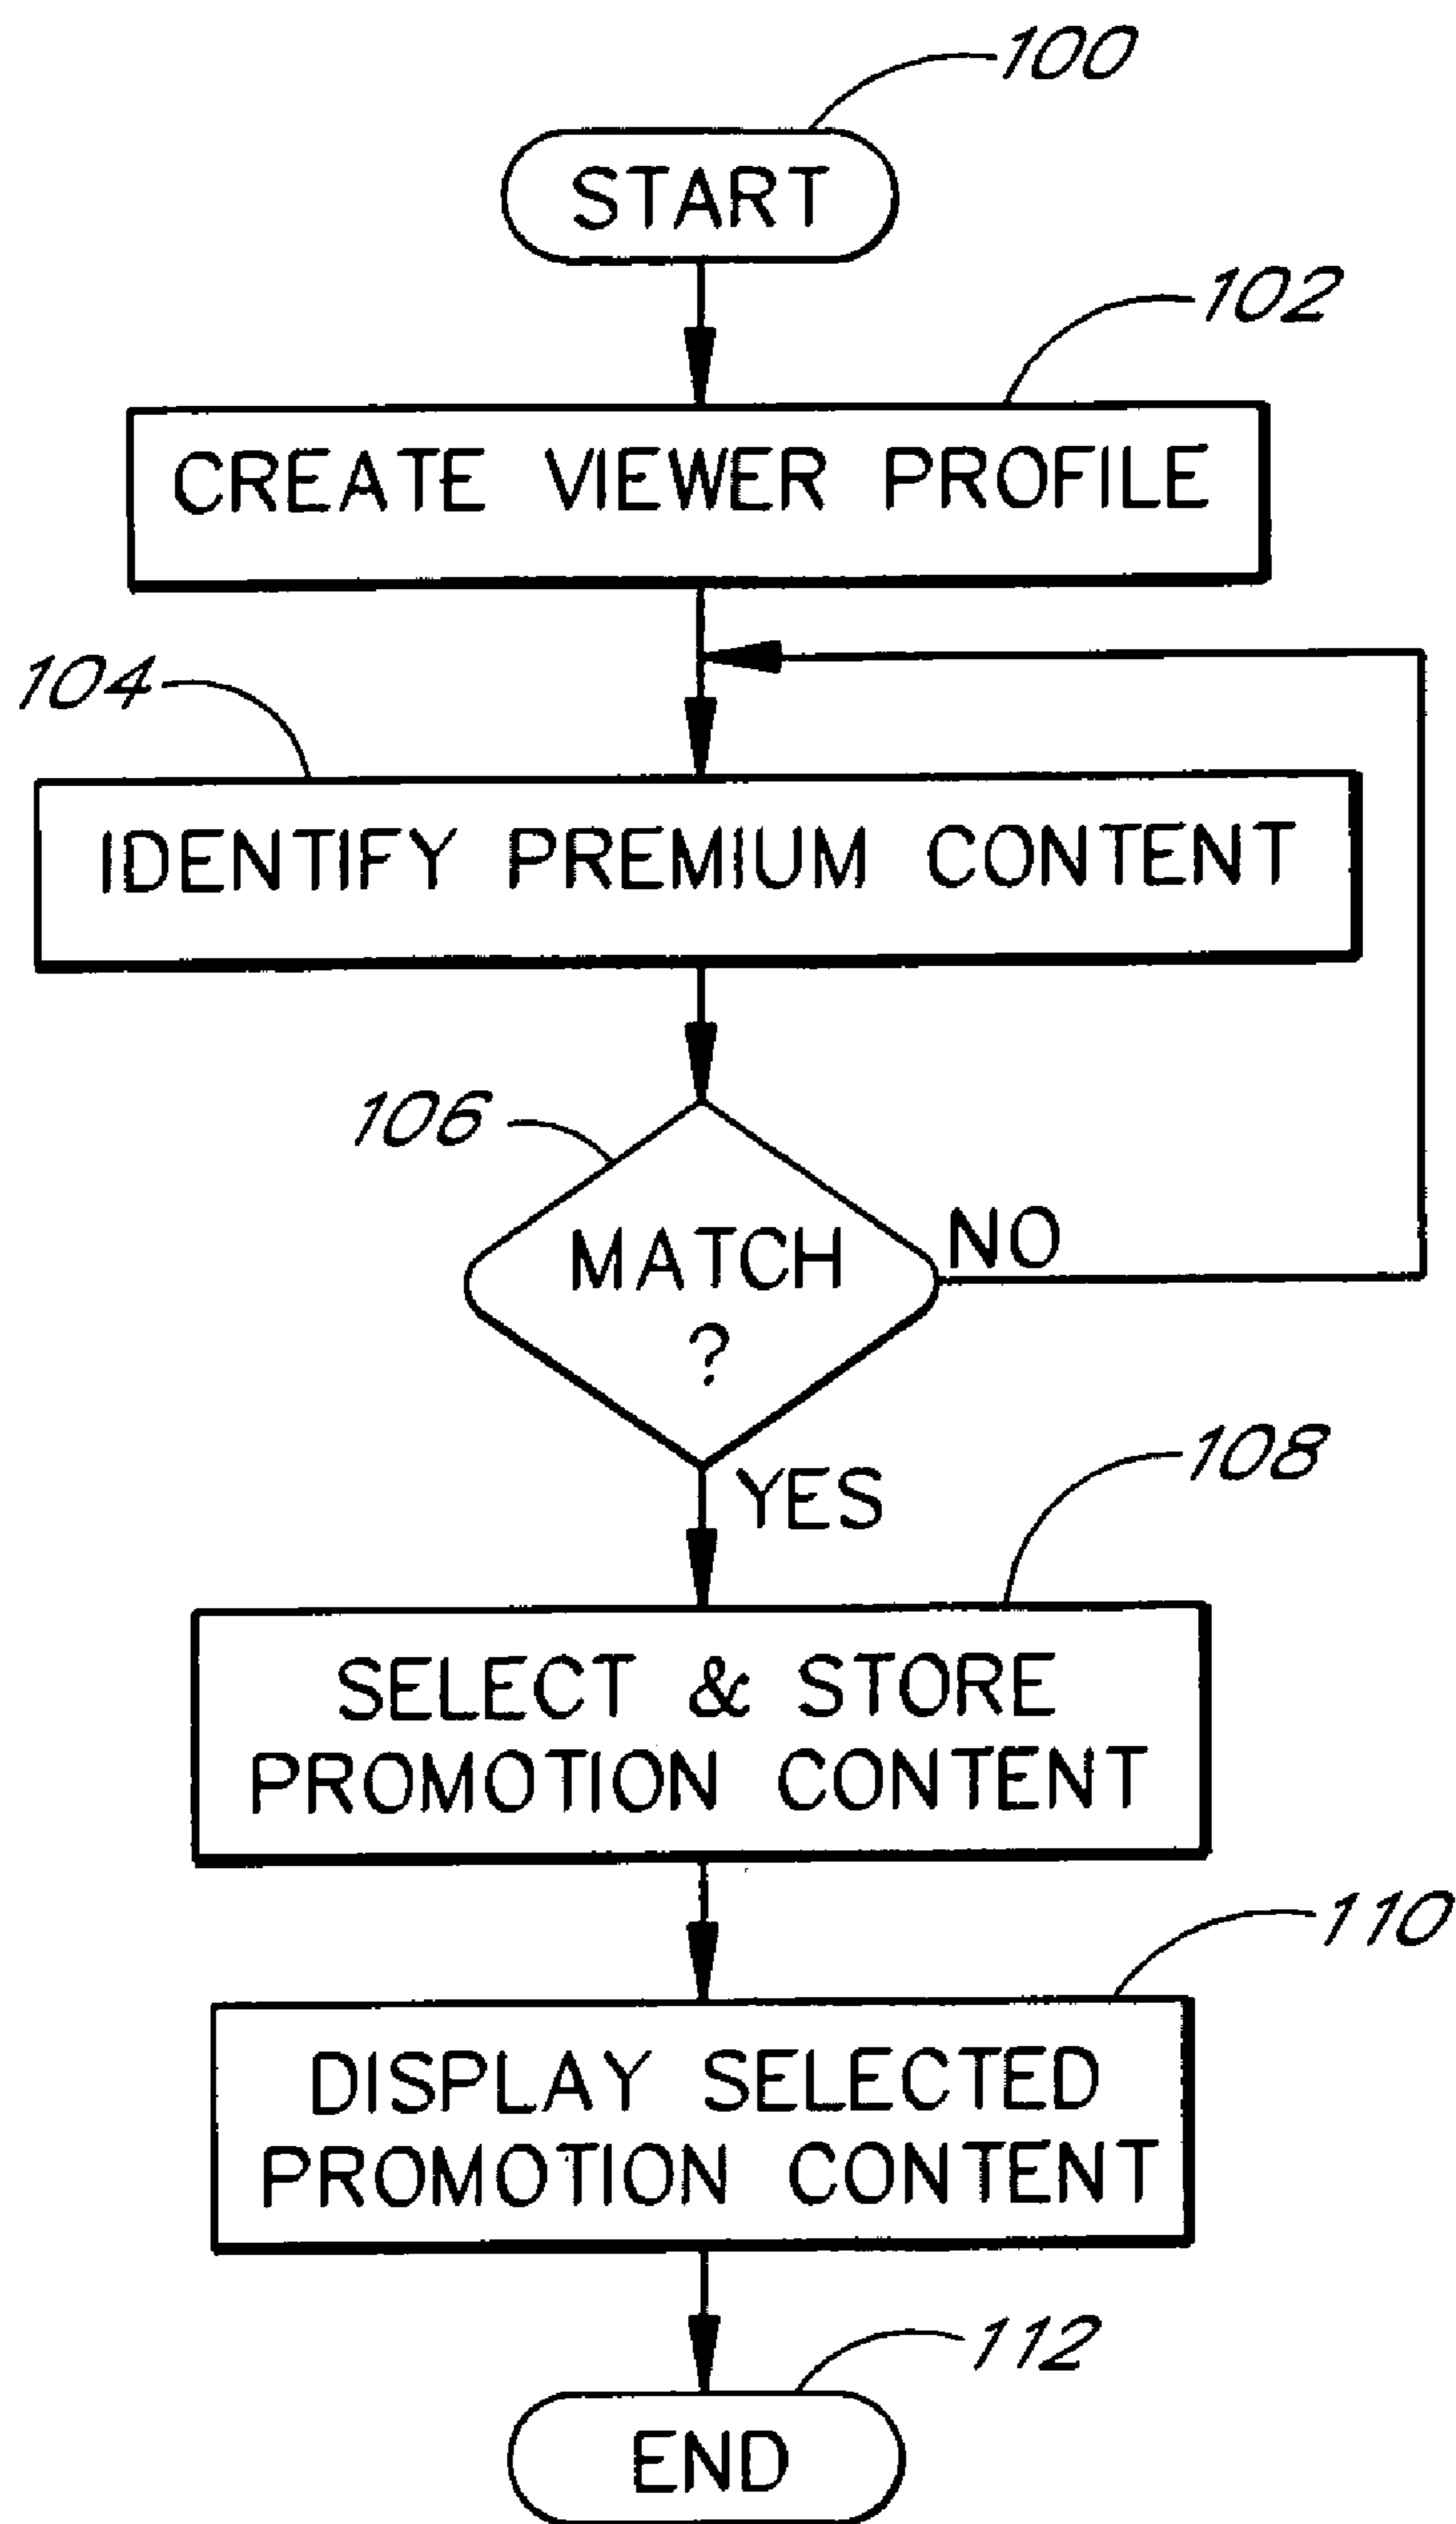 100
START
102
CREATE VIEWER PROFILE
104
IDENTIFY PREMIUM CONTENT
106
MATCH
?
NO
YES
108
SELECT & STORE
PROMOTION CONTENT
110
DISPLAY SELECTED
PROMOTION CONTENT
112
END